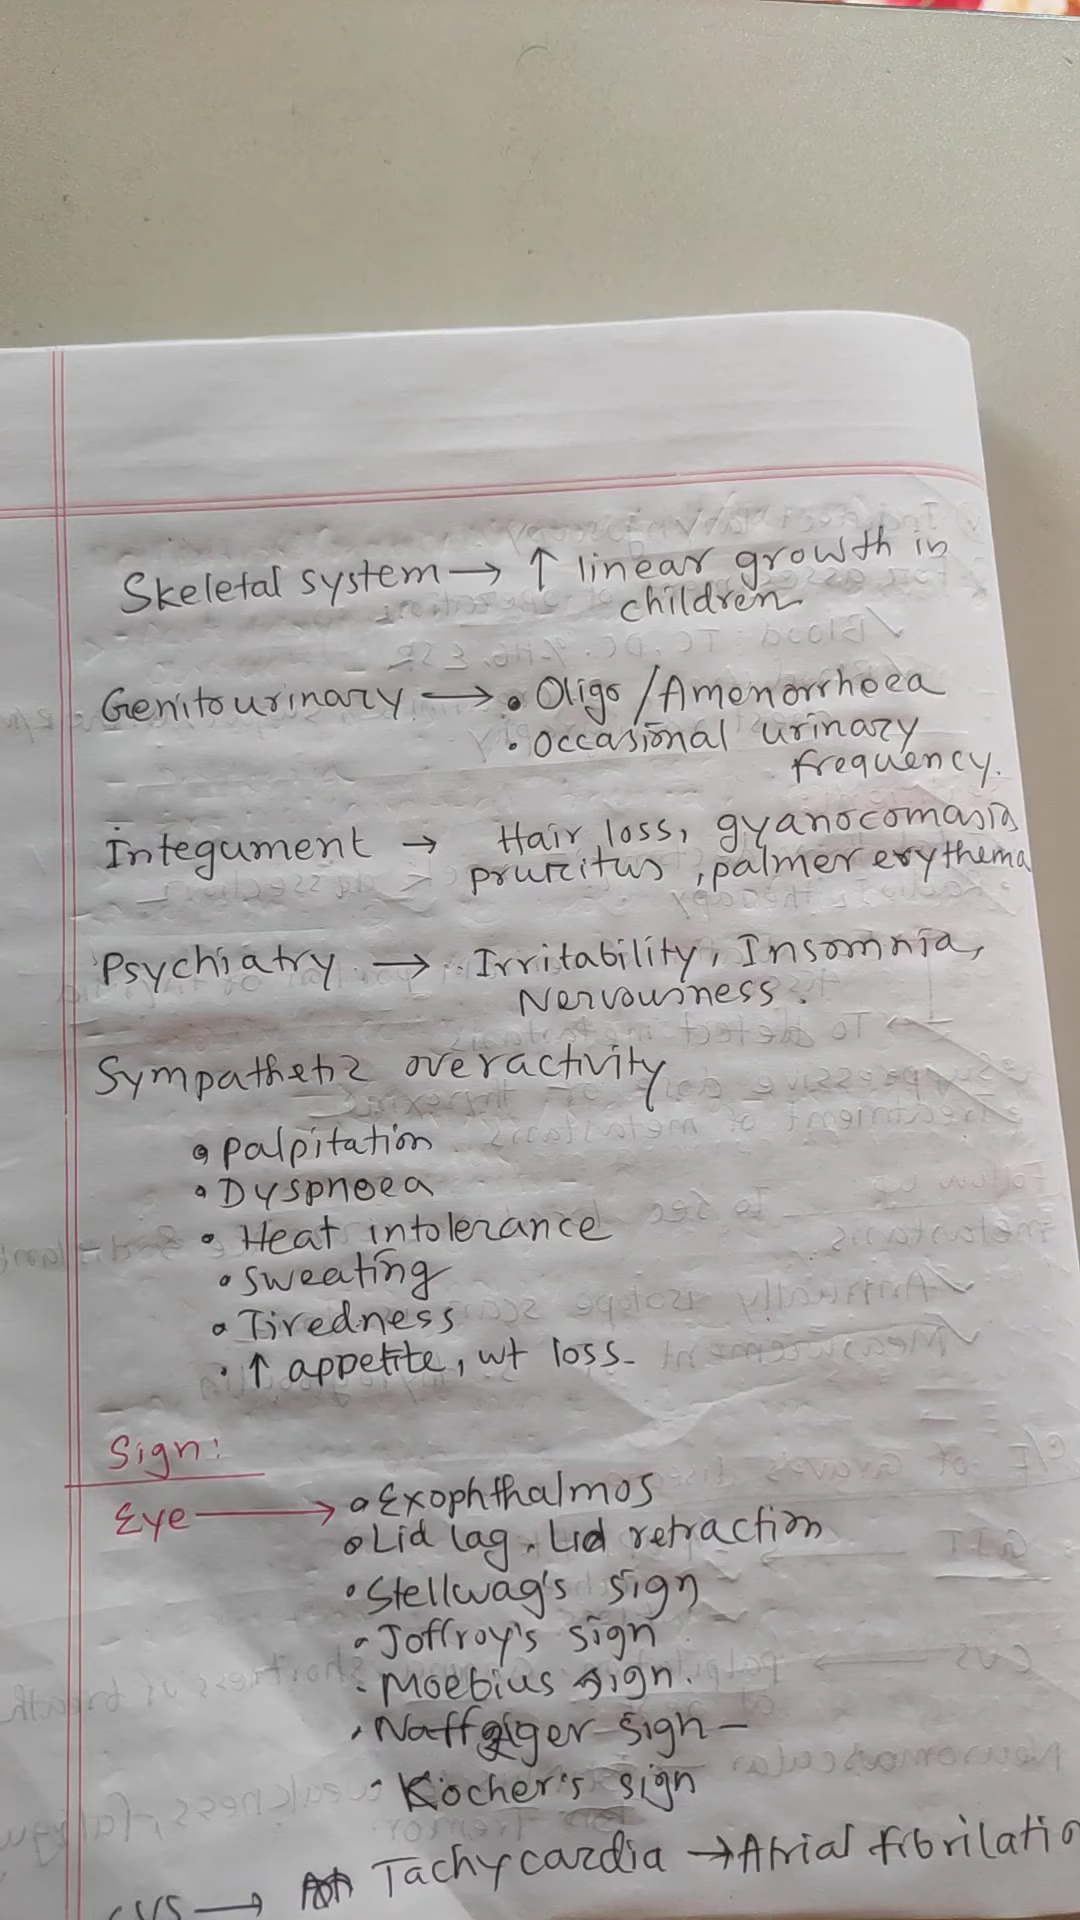 Skeletal system → ↑ linear growth in
children
Genitourinary → • Oligo/Amenorrhoea
• Occasional urinary
frequency.
Integument → Hair loss, gyanocomasia
pruritus, palmer erythema
Psychiatry → Irritability, Insomnia,
Nervousness.
Sympathetic overactivity
• Palpitation
• Dyspnoea
• Heat intolerance
• Sweating
• Tiredness
• ↑ appetite, wt loss-
Sign:
Eye → • Exophthalmos
• Lid lag, Lid retraction
• Stellwag's sign
• Joffroy's sign
• Moebius sign.
• Naffziger sign -
• Kocher's sign
CVS → Tachycardia → Atrial fibrilatio